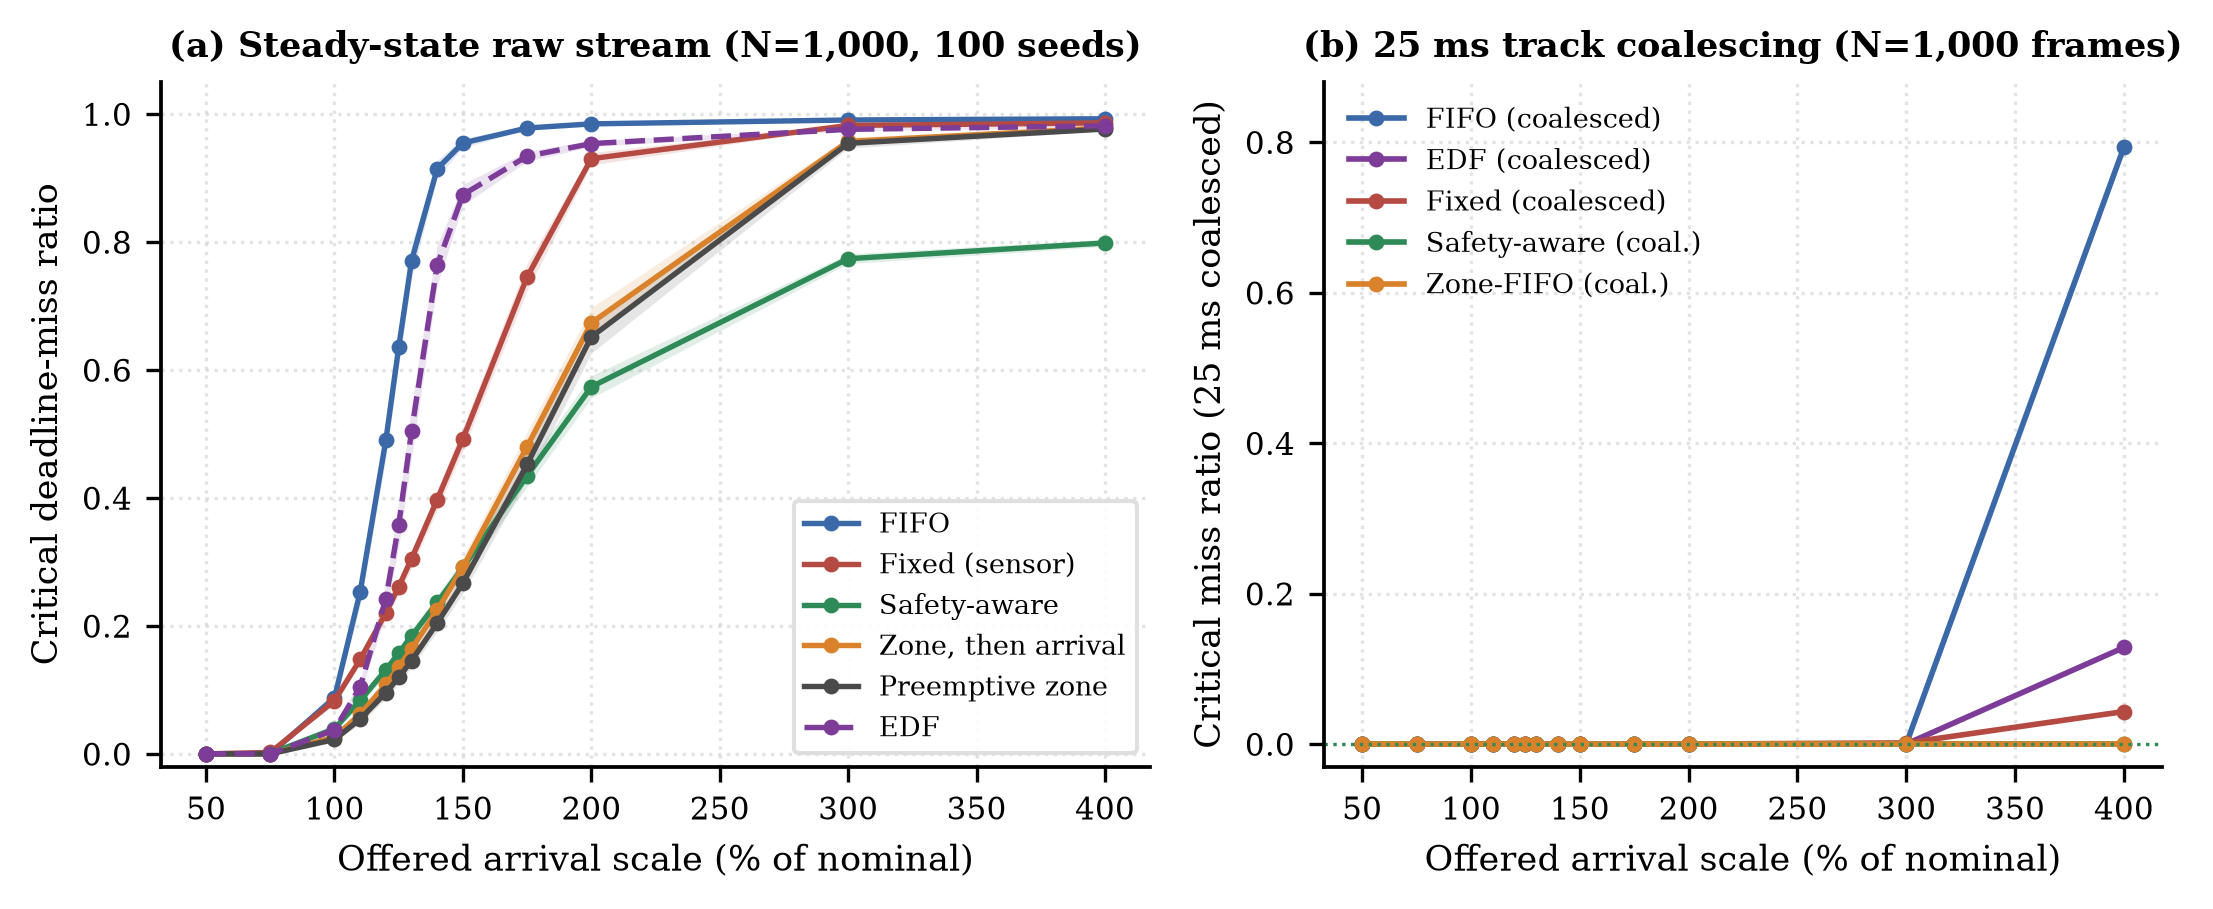 (a) Steady-state raw stream (N=1,000, 100 seeds)
Critical deadline-miss ratio
1.0
0.8
0.6
0.4
0.2
0.0
FIFO
Fixed (sensor)
Safety-aware
Zone, then arrival
Preemptive zone
EDF
50 100 150 200 250 300 350 400
Offered arrival scale (% of nominal)
(b) 25 ms track coalescing (N=1,000 frames)
Critical miss ratio (25 ms coalesced)
0.8
0.6
0.4
0.2
0.0
FIFO (coalesced)
EDF (coalesced)
Fixed (coalesced)
Safety-aware (coal.)
Zone-FIFO (coal.)
50 100 150 200 250 300 350 400
Offered arrival scale (% of nominal)